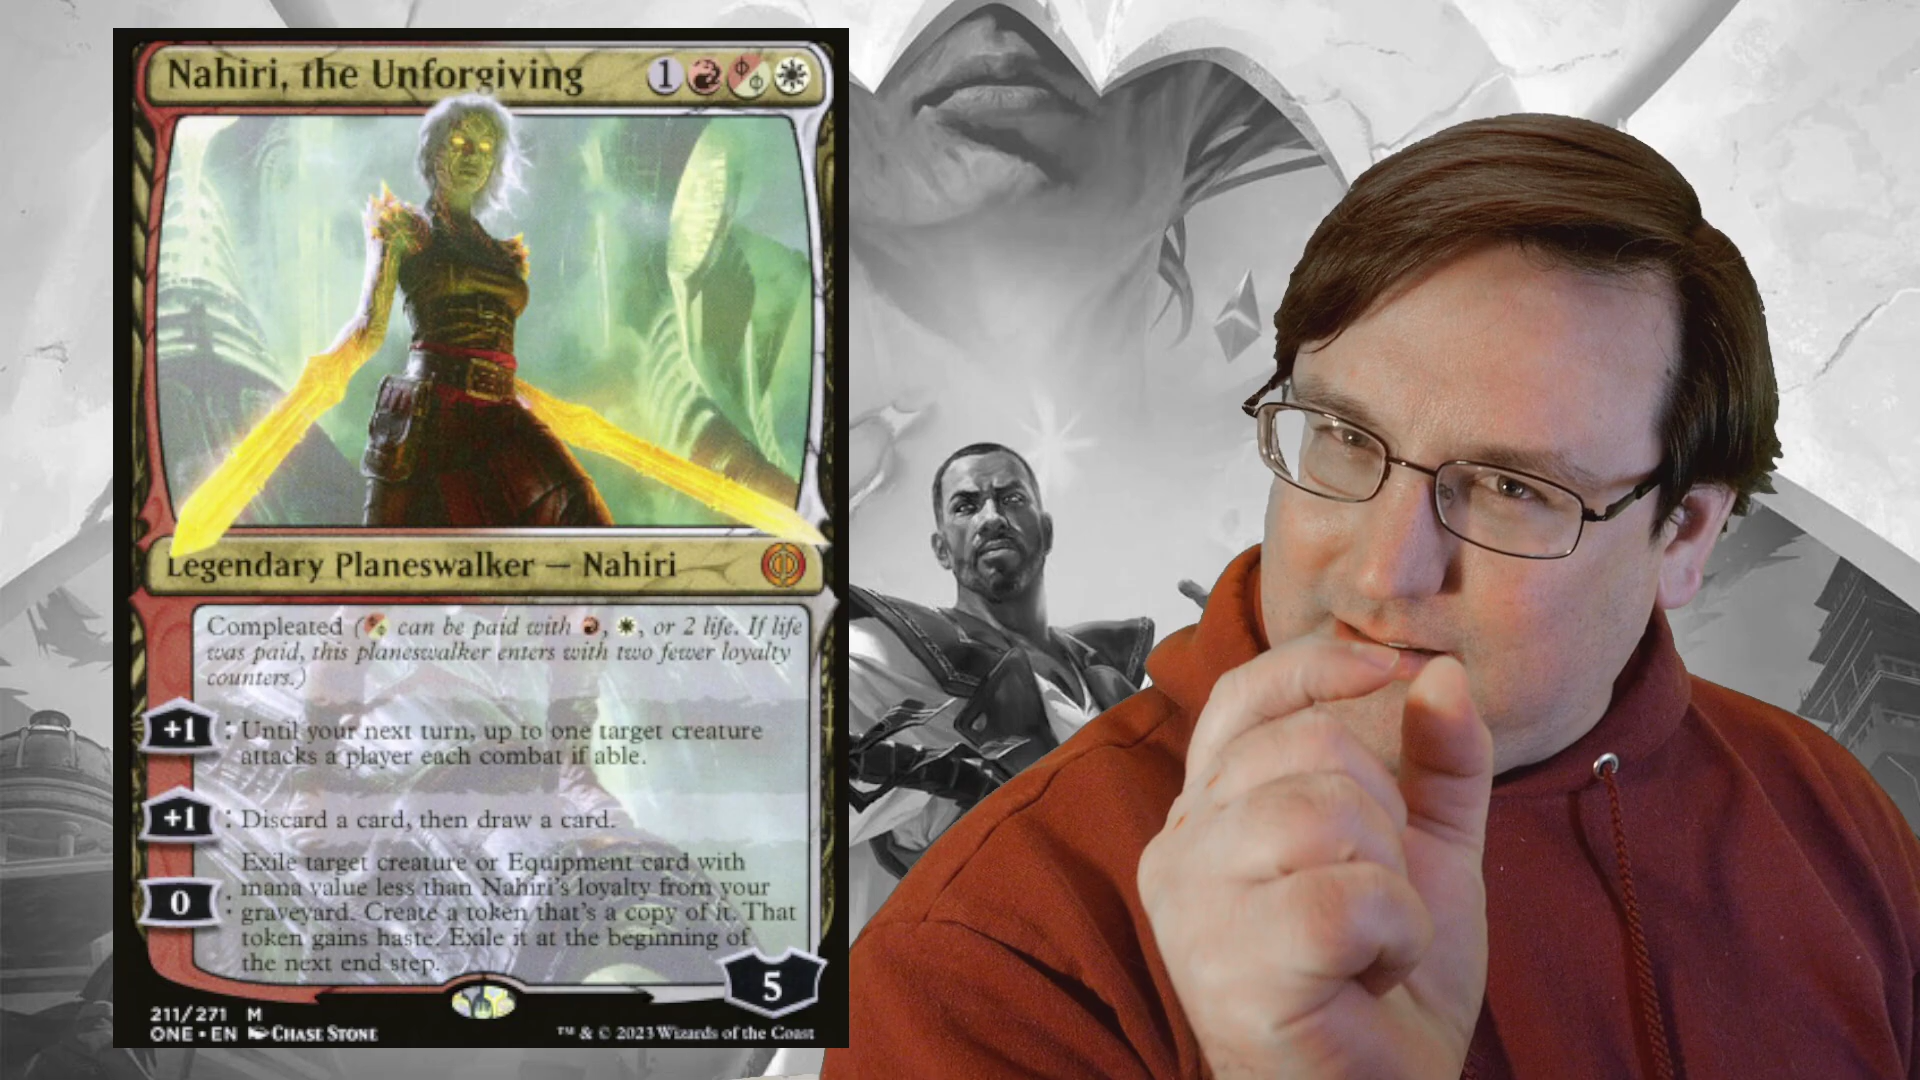 Nahiri, the Unforgiving 1
Legendary Planeswalker — Nahiri
Compleated ( can be paid with , , or 2 life. If life
was paid, this planeswalker enters with two fewer loyalty
counters.)
+1 : Until your next turn, up to one target creature
attacks a player each combat if able.
+1 : Discard a card, then draw a card.
Exile target creature or Equipment card with
mana value less than Nahiri's loyalty from your
0 : graveyard. Create a token that's a copy of it. That
token gains haste. Exile it at the beginning of
the next end step.
5
211/271 M
ONE • EN Chase Stone
™ & © 2023 Wizards of the Coast